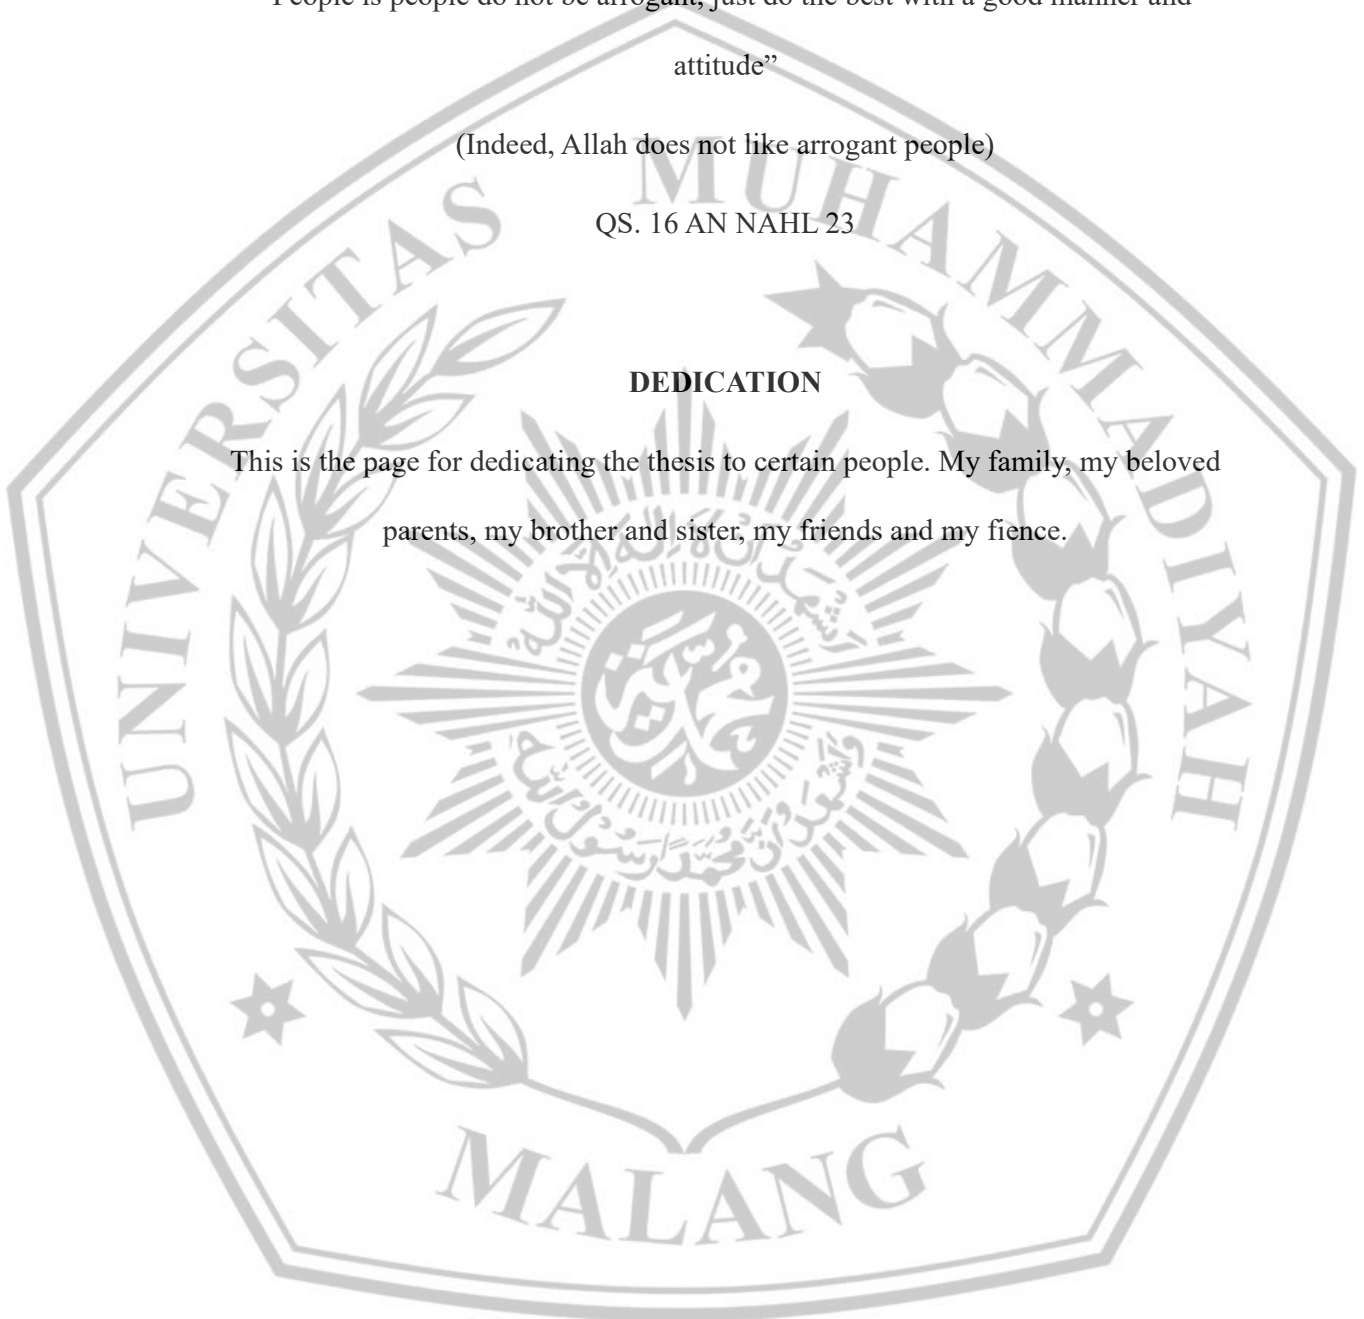 People is people do not be arrogant, just do the best with a good manner and
attitude”
(Indeed, Allah does not like arrogant people)
QS. 16 AN NAHL 23
DEDICATION
This is the page for dedicating the thesis to certain people. My family, my beloved
parents, my brother and sister, my friends and my fience.
UNIVERSITAS MUHAMMADIYAH
MALANG